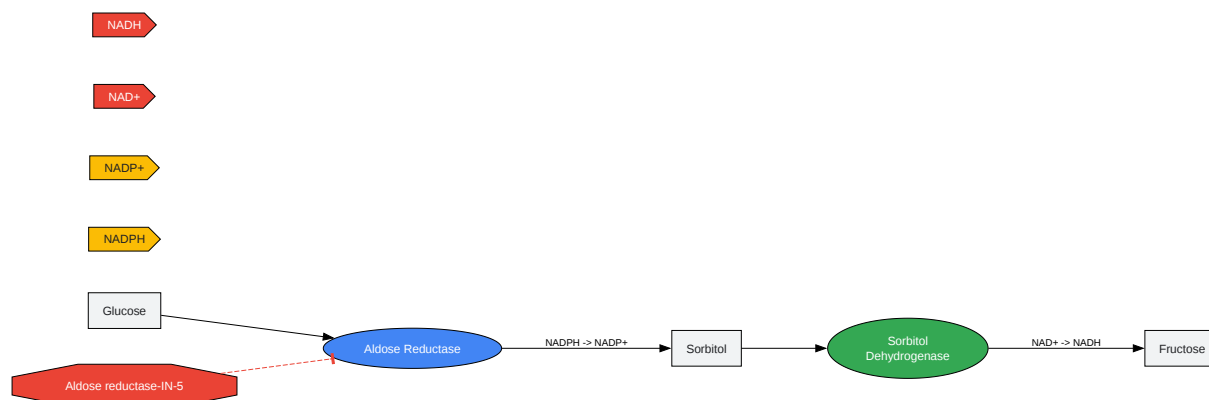 NADH
NAD+
NADP+
NADPH
Glucose
Aldose Reductase
NADPH -> NADP+
Sorbitol
Sorbitol
Dehydrogenase
NAD+ -> NADH
Fructose
Aldose reductase-IN-5